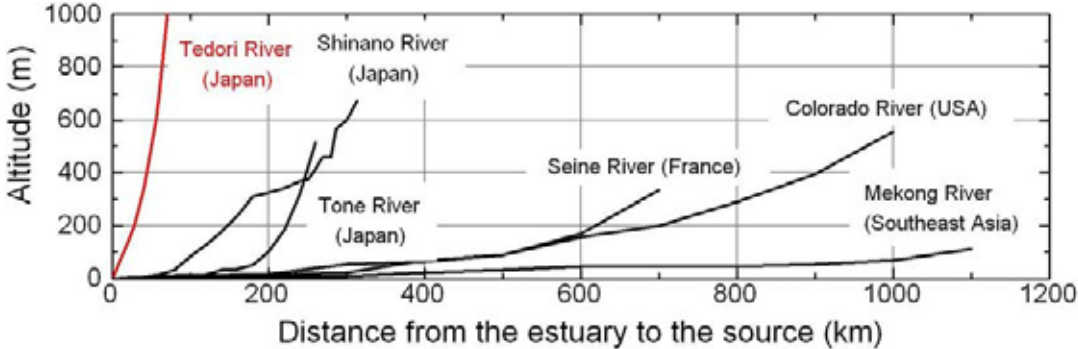 1000
800
600
400
200
0
Altitude (m)
Tedori River
(Japan)
Shinano River
(Japan)
Tone River
(Japan)
Seine River (France)
Colorado River (USA)
Mekong River
(Southeast Asia)
0 200 400 600 800 1000 1200
Distance from the estuary to the source (km)